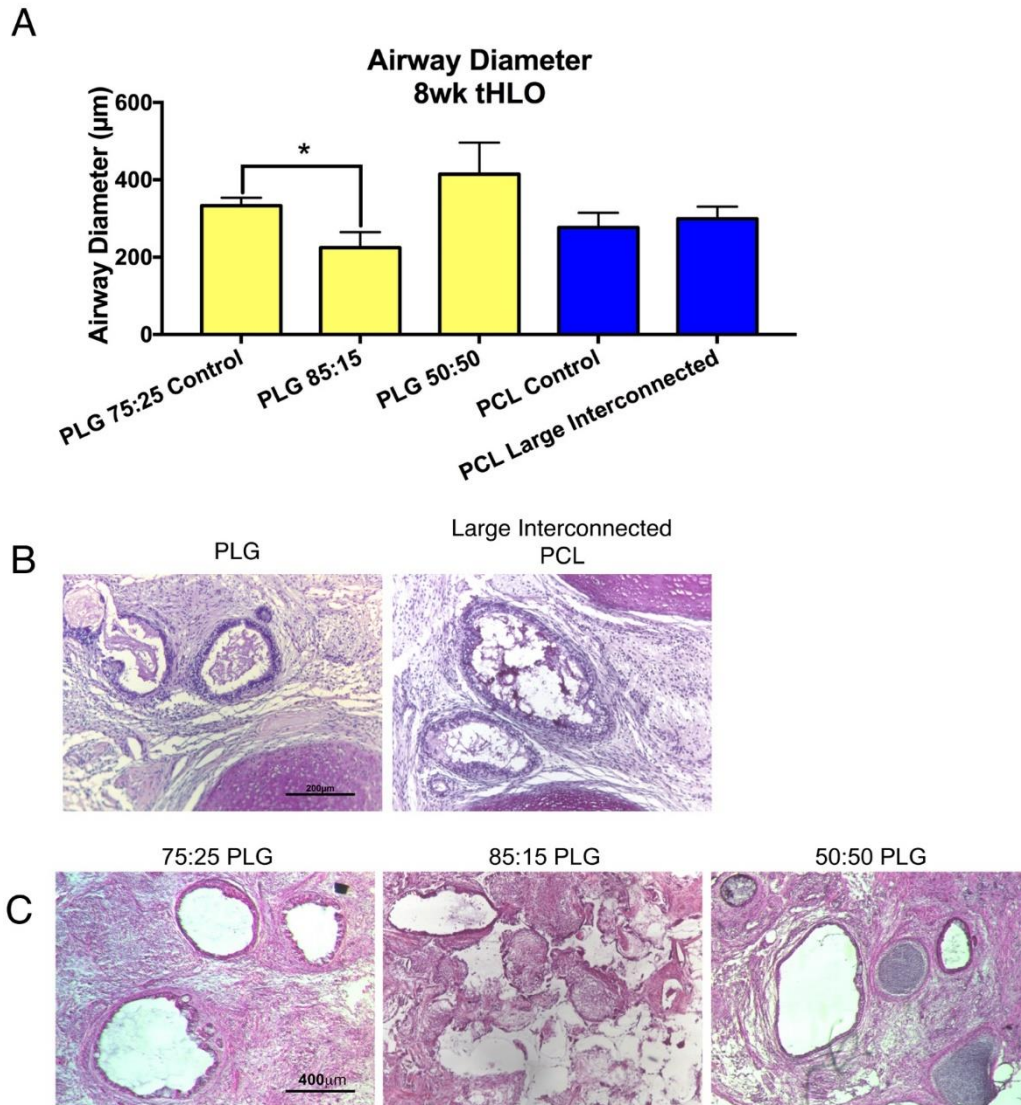 A
Airway Diameter
8wk tHLO
Airway Diameter (µm)
600
400
200
0
*
PLG 75:25 Control
PLG 85:15
PLG 50:50
PCL Control
PCL Large Interconnected
B
PLG
Large Interconnected
PCL
200µm
C
75:25 PLG
85:15 PLG
50:50 PLG
400µm